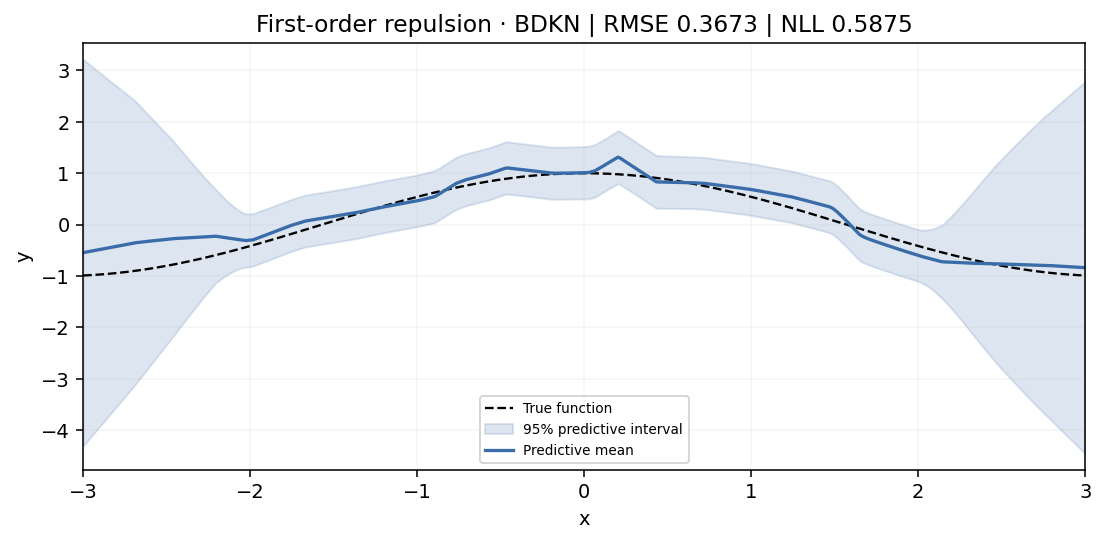 First-order repulsion · BDKN | RMSE 0.3673 | NLL 0.5875
3
2
1
0
−1
−2
−3
−4
y
True function
95% predictive interval
Predictive mean
−3 −2 −1 0 1 2 3
x